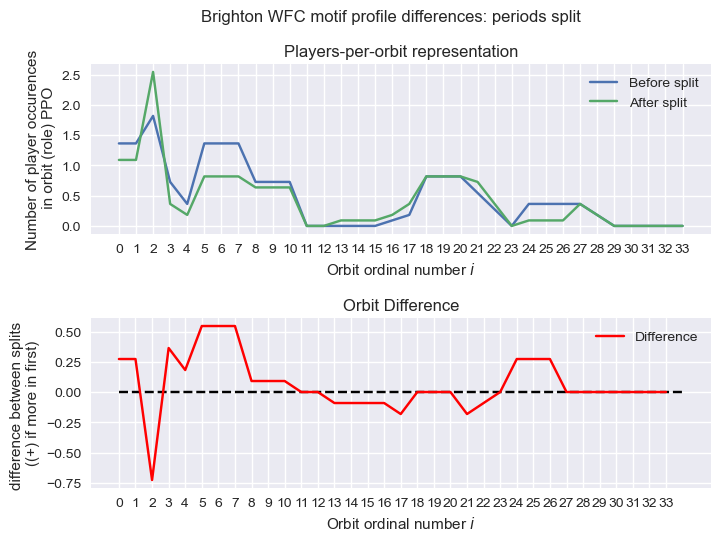 Brighton WFC motif profile differences: periods split
Players-per-orbit representation
Number of player occurences
in orbit (role) PPO
2.5
2.0
1.5
1.0
0.5
0.0
Before split
After split
0 1 2 3 4 5 6 7 8 9 10 11 12 13 14 15 16 17 18 19 20 21 22 23 24 25 26 27 28 29 30 31 32 33
Orbit ordinal number i
Orbit Difference
difference between splits
((+) if more in first)
0.50
0.25
0.00
−0.25
−0.50
−0.75
Difference
0 1 2 3 4 5 6 7 8 9 10 11 12 13 14 15 16 17 18 19 20 21 22 23 24 25 26 27 28 29 30 31 32 33
Orbit ordinal number i